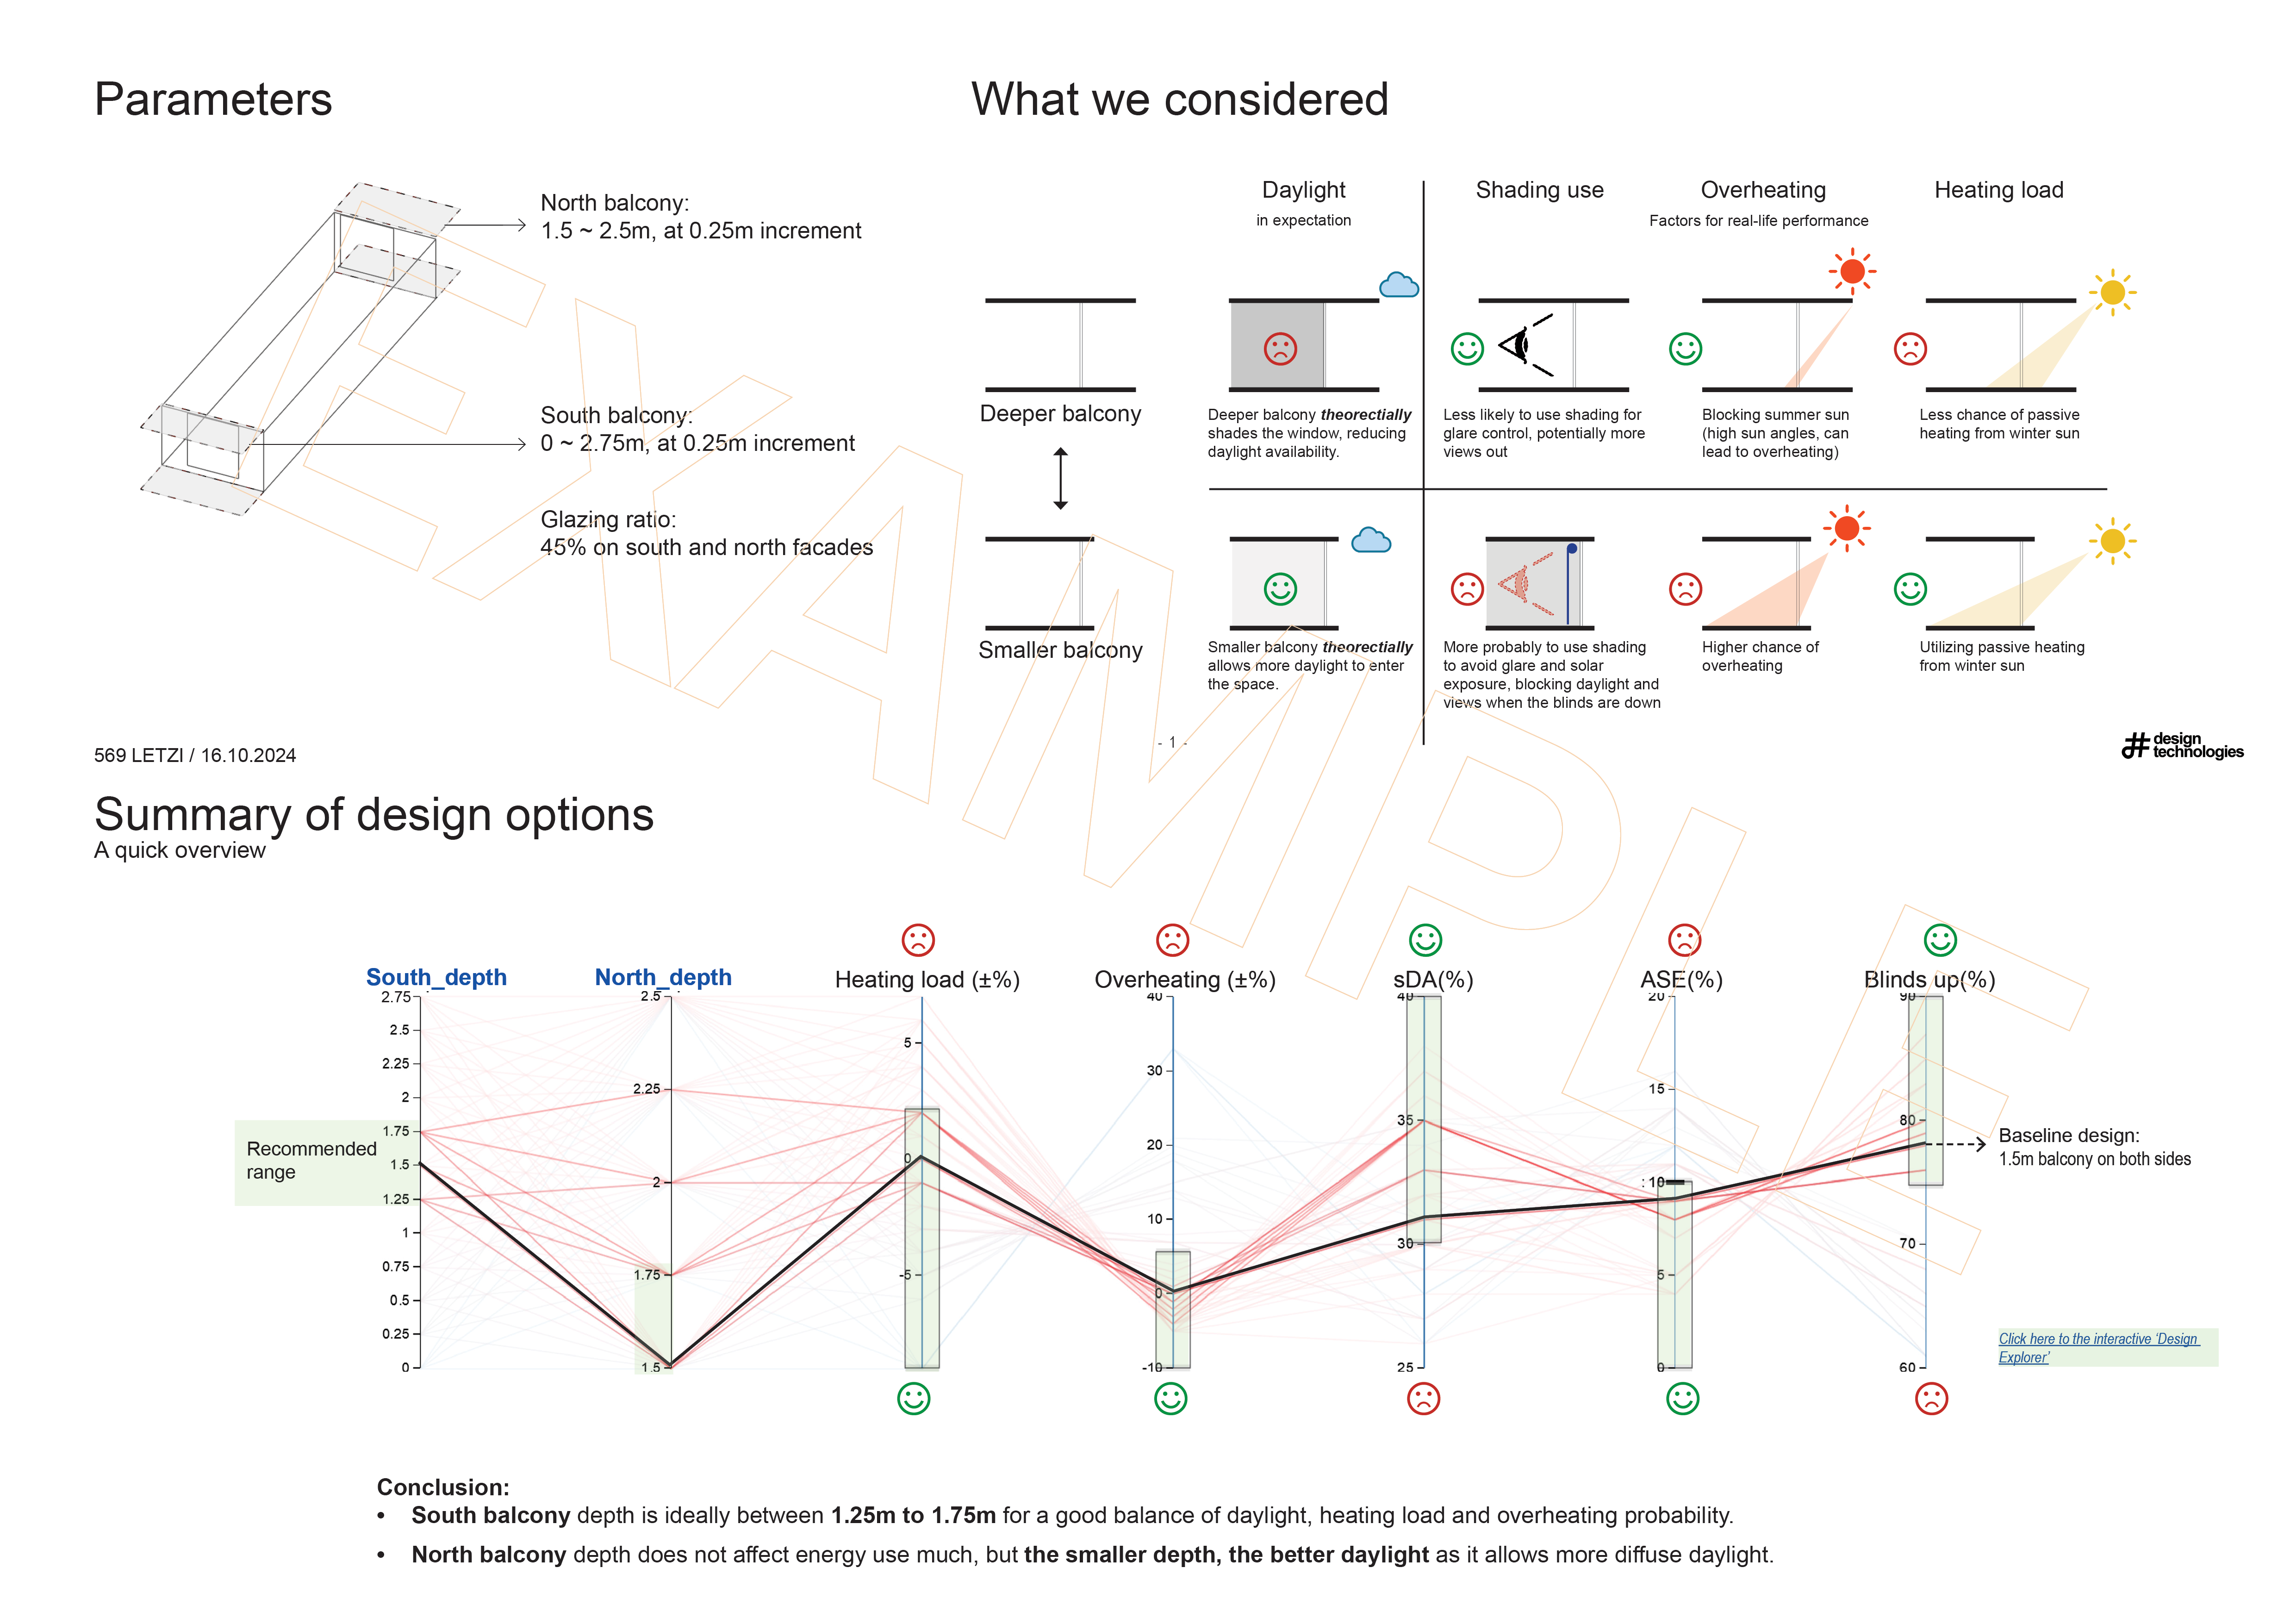 Parameters
What we considered
North balcony:
1.5 ~ 2.5m, at 0.25m increment
South balcony:
0 ~ 2.75m, at 0.25m increment
Glazing ratio:
45% on south and north facades
Daylight
in expectation
Shading use
Overheating
Heating load
Factors for real-life performance
Deeper balcony
Deeper balcony theorectially
shades the window, reducing
daylight availability.
Less likely to use shading for
glare control, potentially more
views out
Blocking summer sun
(high sun angles, can
lead to overheating)
Less chance of passive
heating from winter sun
Smaller balcony
Smaller balcony theorectially
allows more daylight to enter
the space.
More probably to use shading
to avoid glare and solar
exposure, blocking daylight and
views when the blinds are down
Higher chance of
overheating
Utilizing passive heating
from winter sun
EXAMPLE
569 LETZI / 16.10.2024
- 1 -
design
technologies
Summary of design options
A quick overview
South_depth
North_depth
Heating load (±%)
Overheating (±%)
sDA(%)
ASE(%)
Blinds up(%)
2.75
2.5
2.25
2
1.75
1.5
1.25
1
0.75
0.5
0.25
0
2.5
2.25
2
1.75
1.5
5
0
-5
40
30
20
10
0
-10
40
35
30
25
20
15
10
5
0
90
80
70
60
Recommended
range
Baseline design:
1.5m balcony on both sides
Click here to the interactive ‘Design
Explorer’
Conclusion:
• South balcony depth is ideally between 1.25m to 1.75m for a good balance of daylight, heating load and overheating probability.
• North balcony depth does not affect energy use much, but the smaller depth, the better daylight as it allows more diffuse daylight.